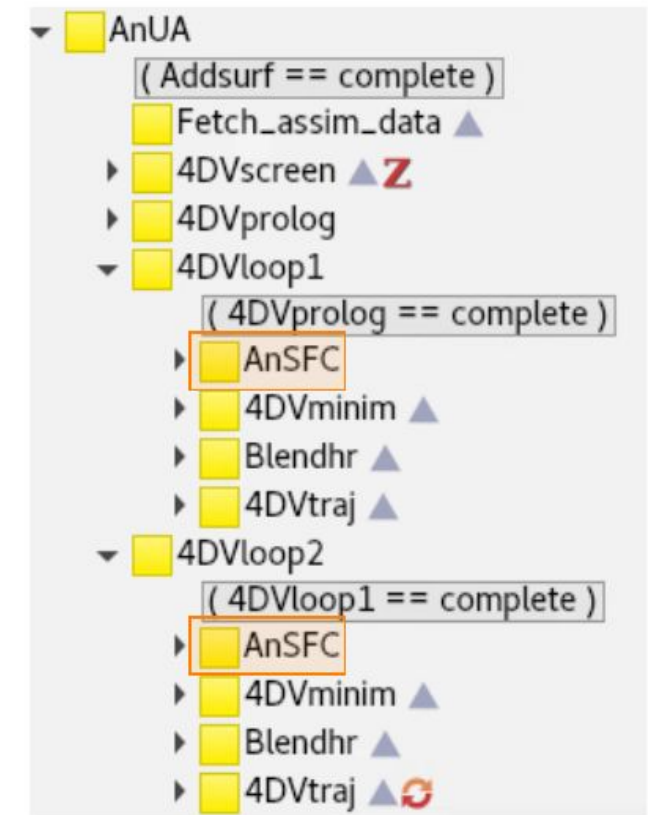 AnUA
( Addsurf == complete )
Fetch_assim_data
4DVscreen Z
4DVprolog
4DVloop1
( 4DVprolog == complete )
AnSFC
4DVminim
Blendhr
4DVtraj
4DVloop2
( 4DVloop1 == complete )
AnSFC
4DVminim
Blendhr
4DVtraj